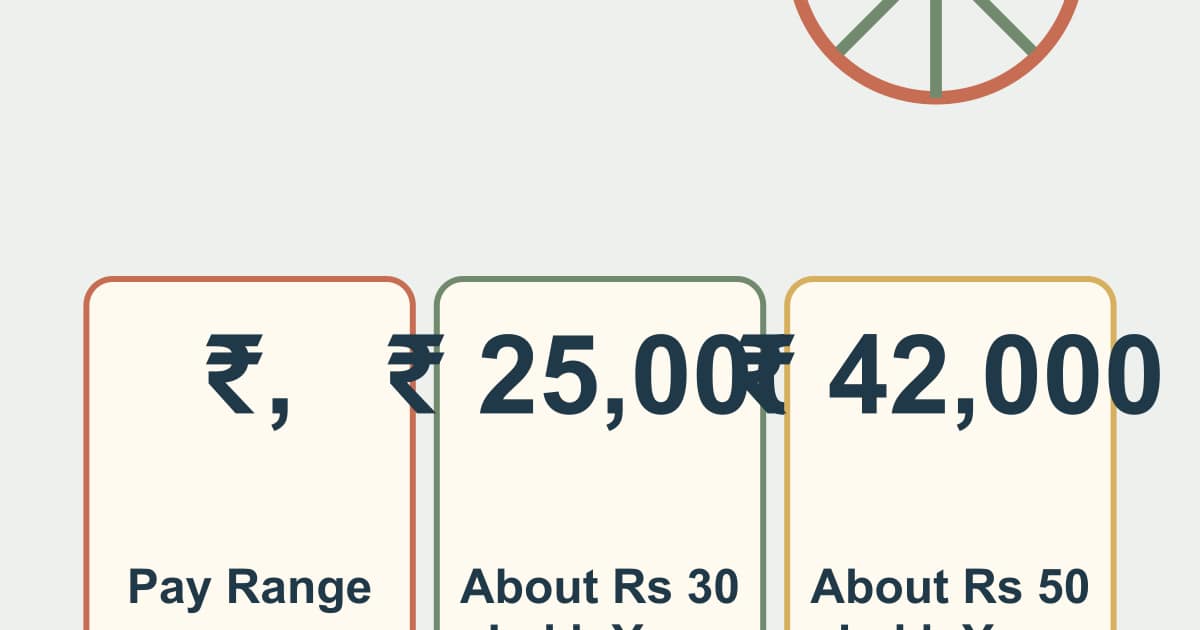 ₹,
₹ 25,00
₹ 42,000
Pay Range
About Rs 30
About Rs 50